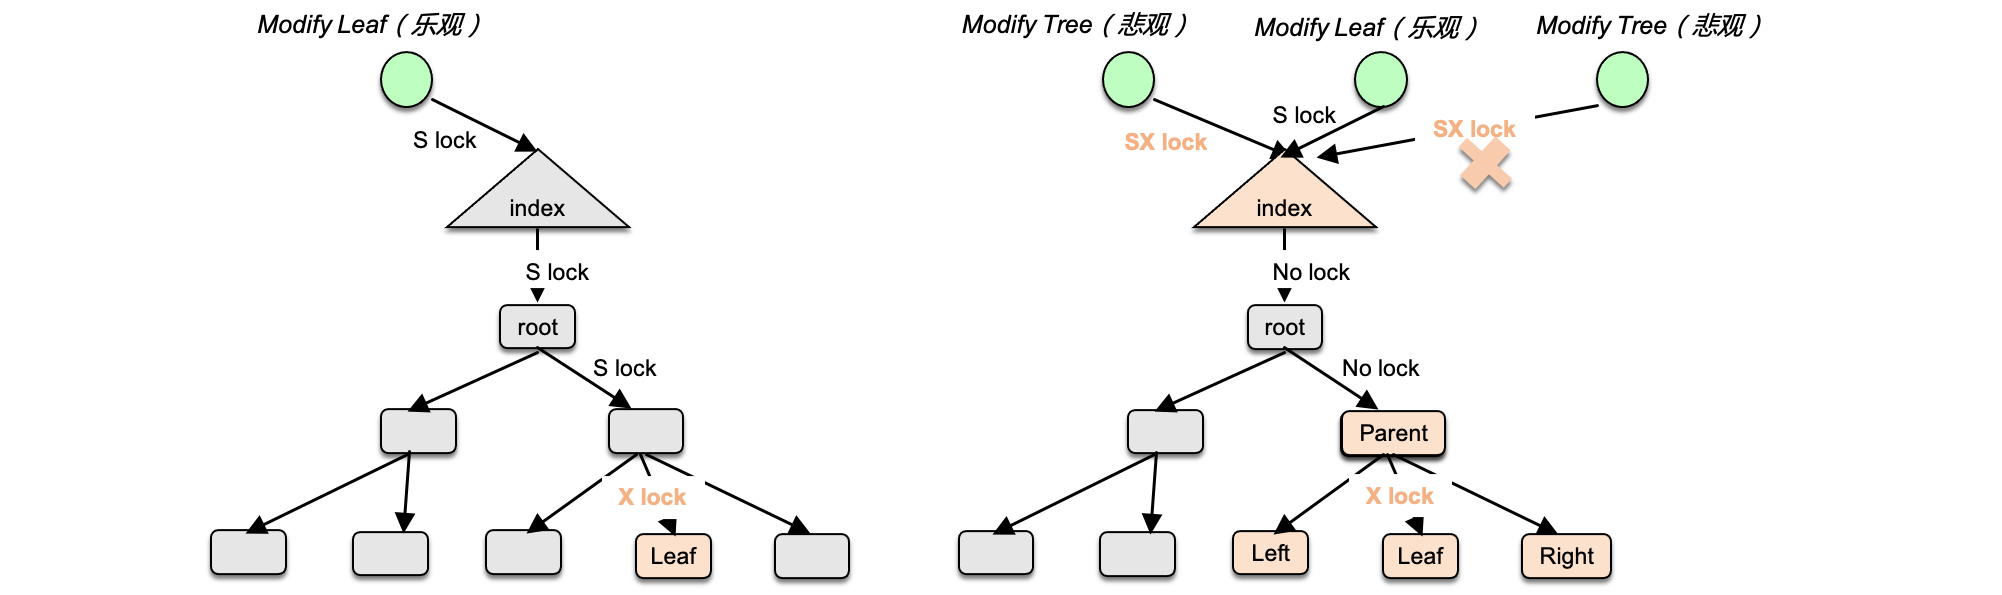 Modify Leaf（乐观）
S lock
index
S lock
root
S lock
X lock
Leaf
Modify Tree（悲观）
Modify Leaf（乐观）
Modify Tree（悲观）
S lock
SX lock
SX lock
index
No lock
root
No lock
Parent
X lock
Left
Leaf
Right